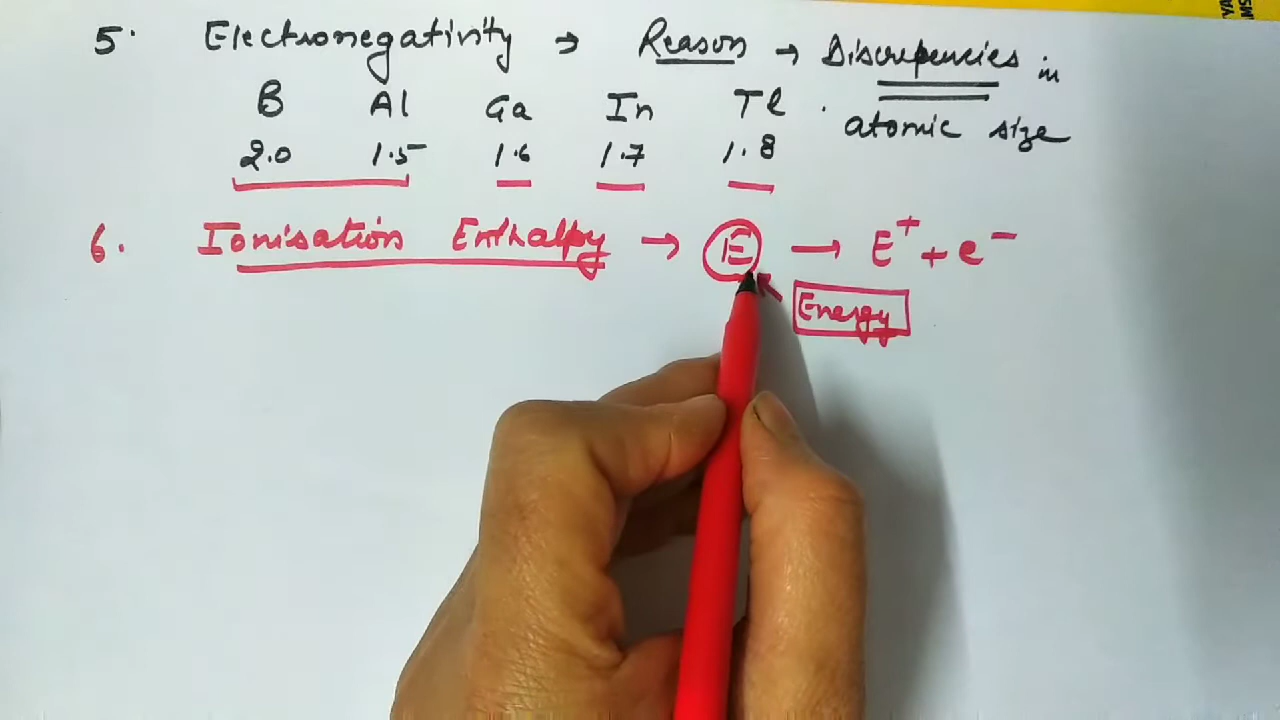 5. Electronegativity → Reason → Discrepencies in
atomic size
B Al Ga In Tl .
2.0 1.5 1.6 1.7 1.8
6. Ionisation Enthalpy → E → E⁺ + e⁻
Energy